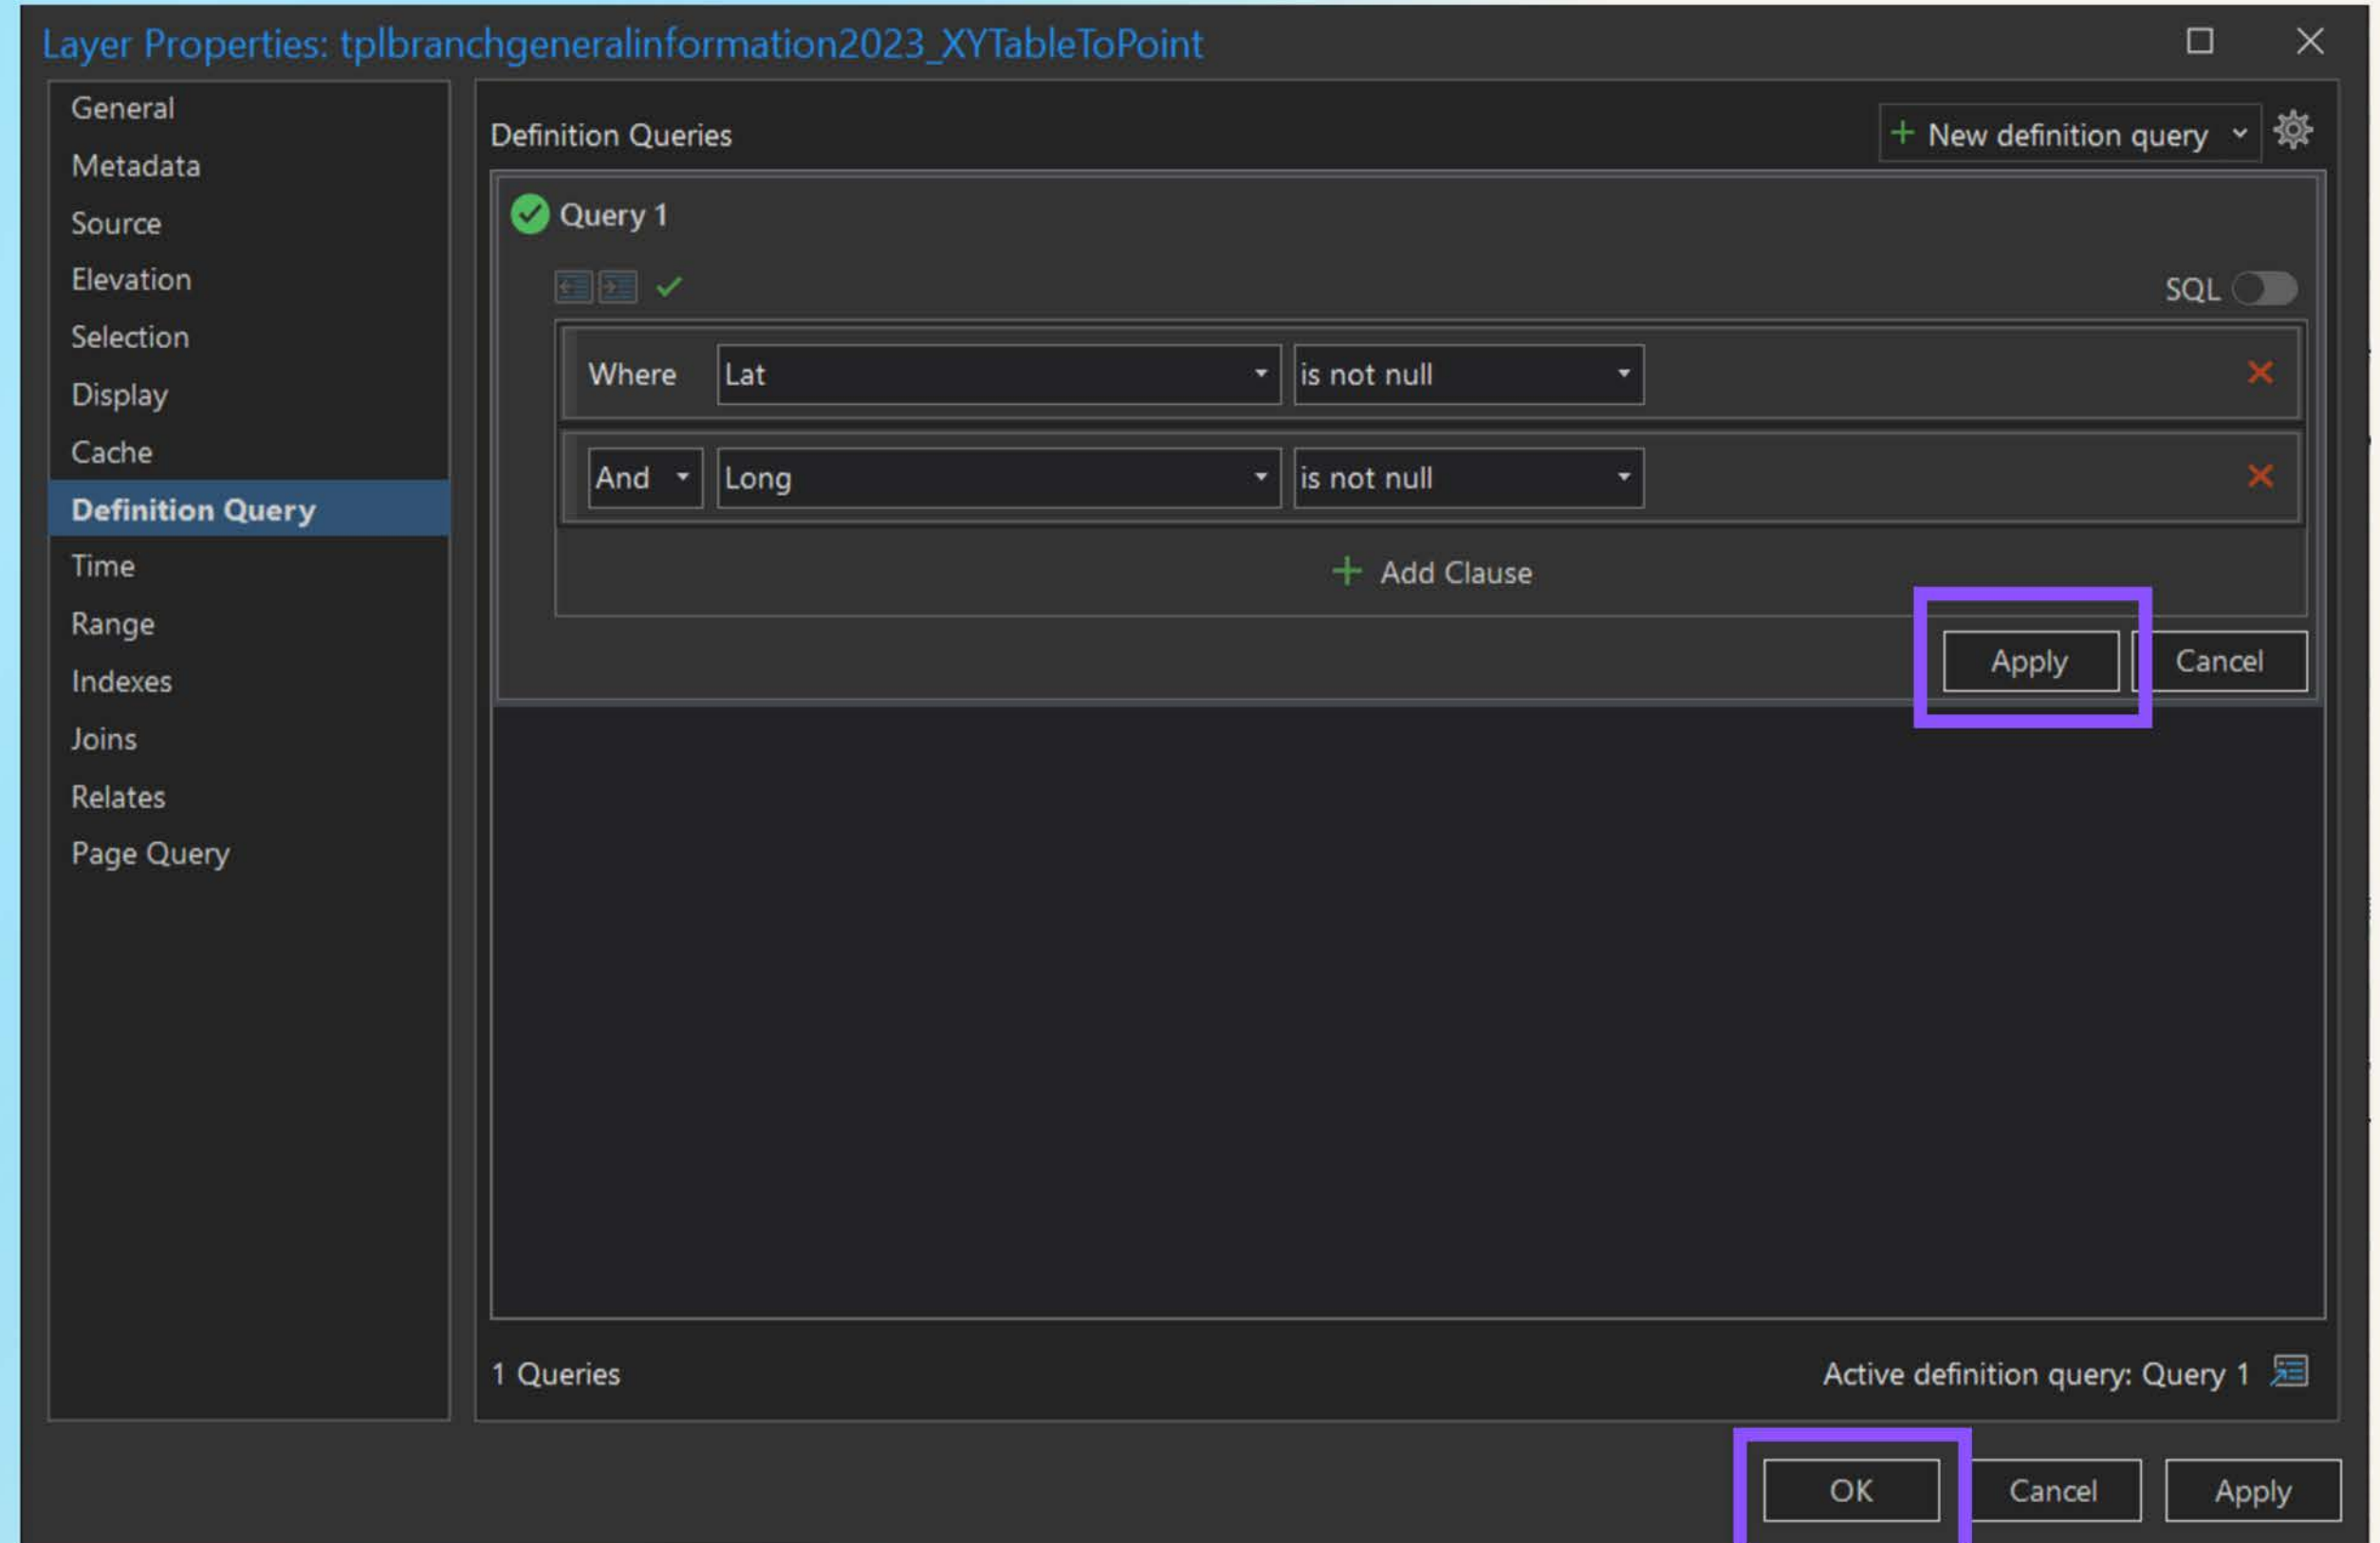 Layer Properties: tplbranchgeneralinformation2023_XYTableToPoint
General
Metadata
Source
Elevation
Selection
Display
Cache
Definition Query
Time
Range
Indexes
Joins
Relates
Page Query
Definition Queries
+ New definition query
Query 1
SQL
Where Lat is not null
And Long is not null
+ Add Clause
Apply Cancel
1 Queries
Active definition query: Query 1
OK Cancel Apply